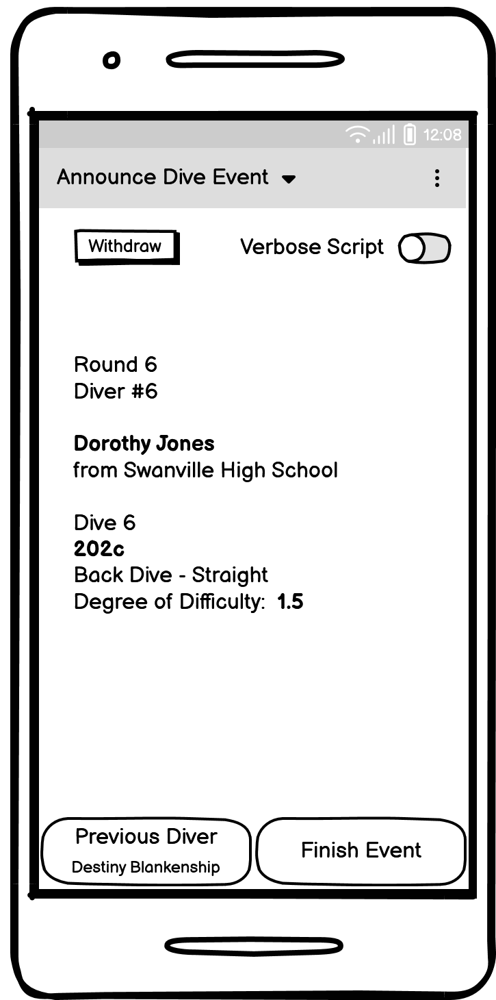 12:08
Announce Dive Event
Withdraw
Verbose Script
Round 6
Diver #6
Dorothy Jones
from Swanville High School
Dive 6
202c
Back Dive - Straight
Degree of Difficulty: 1.5
Previous Diver
Destiny Blankenship
Finish Event